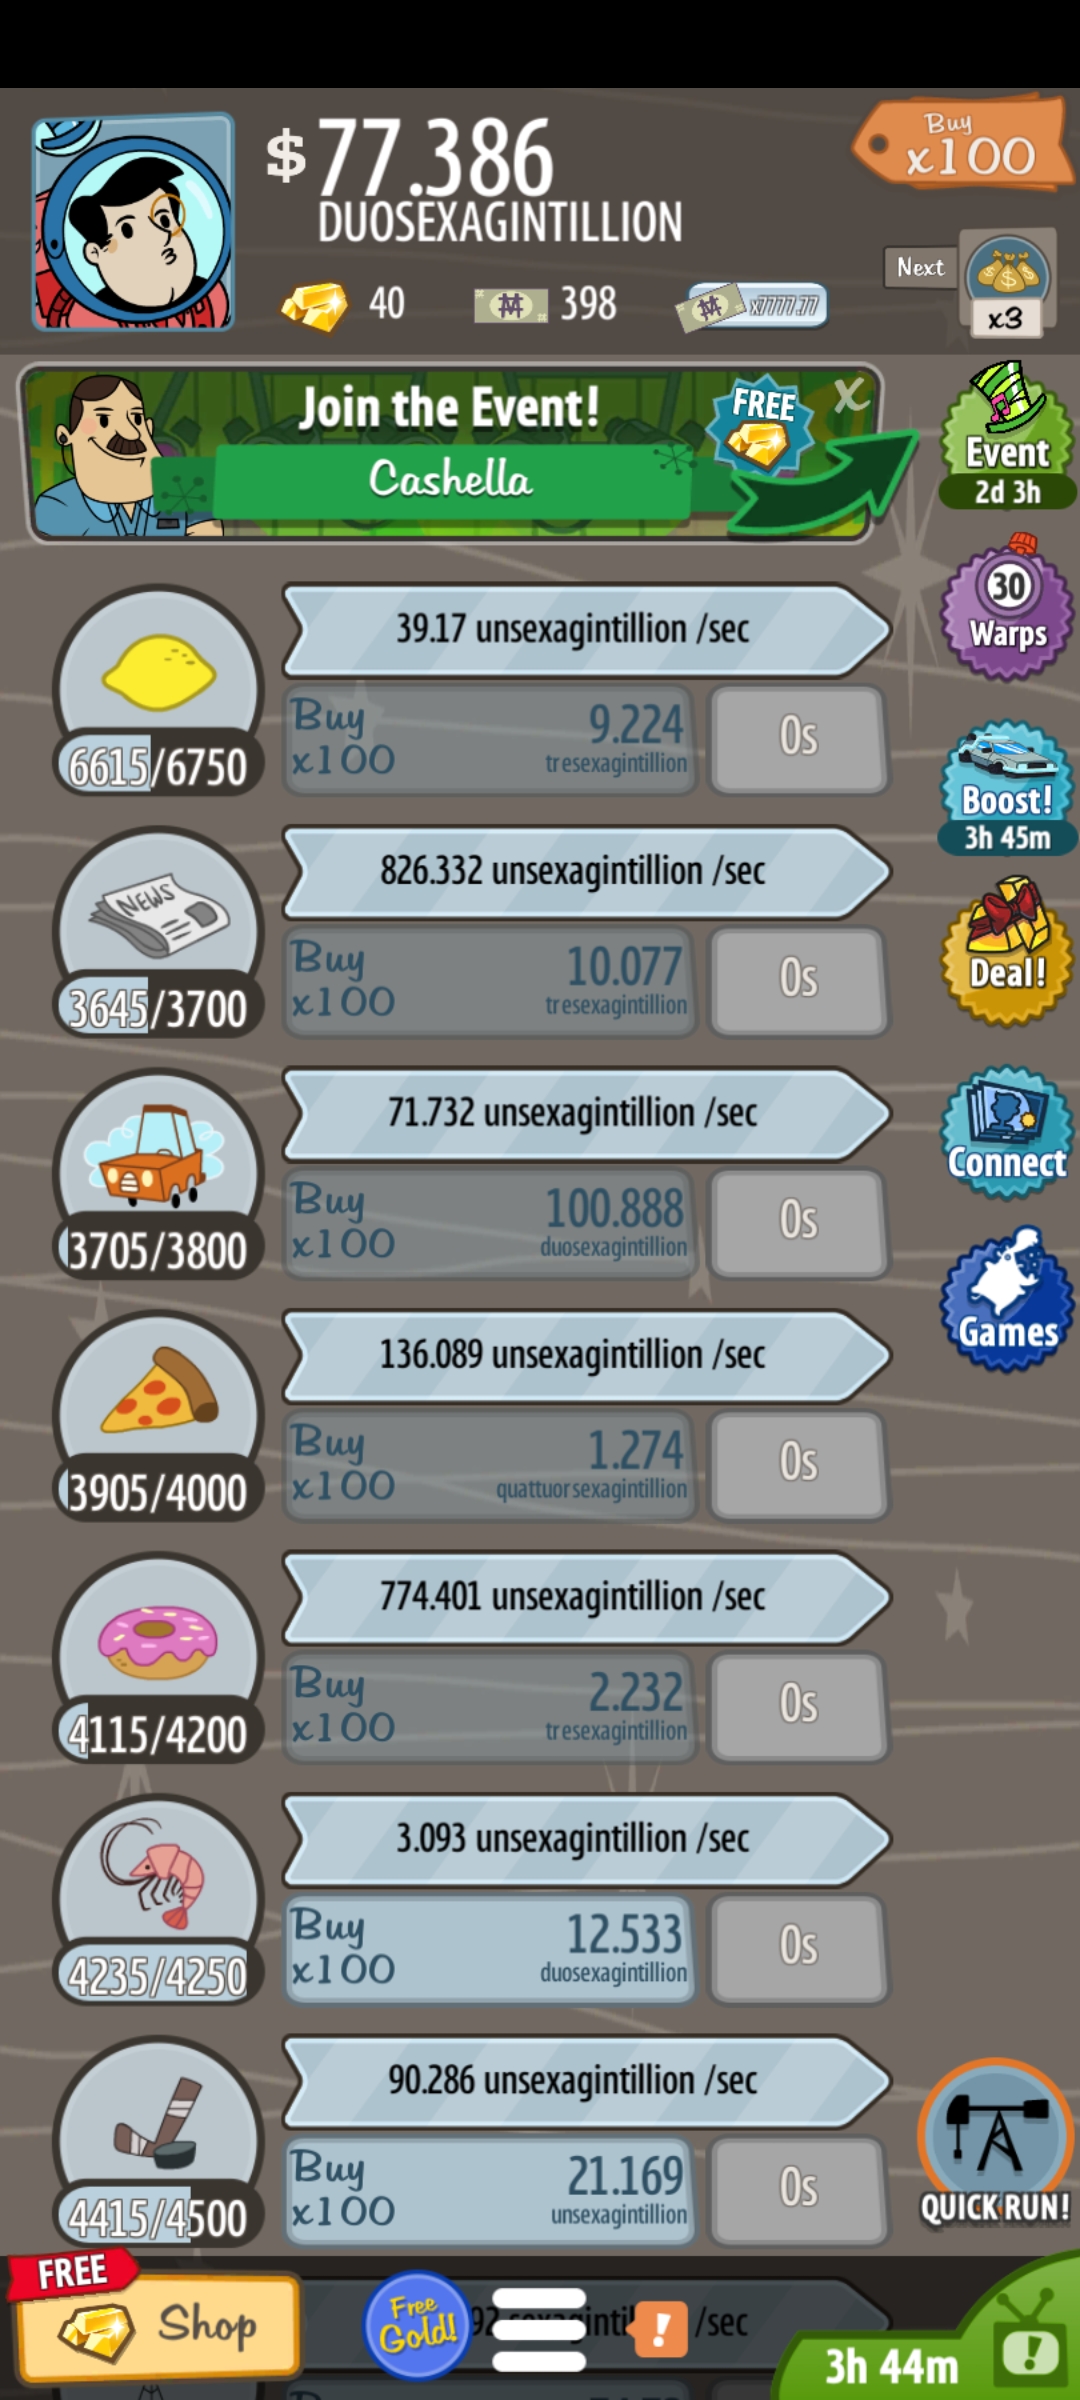 $77.386
DUOSEXAGINTILLION
Buy
x100
40
398
x7777.77
Next
x3
Join the Event!
FREE
X
Cashella
Event
2d 3h
39.17 unsexagintillion /sec
30
Warps
Buy
x100
9.224
tresexagintillion
0s
6615/6750
Boost!
3h 45m
826.332 unsexagintillion /sec
NEWS
Buy
x100
10.077
tresexagintillion
0s
3645/3700
Deal!
71.732 unsexagintillion /sec
Connect
Buy
x100
100.888
duosexagintillion
0s
3705/3800
Games
136.089 unsexagintillion /sec
Buy
x100
1.274
quattuorsexagintillion
0s
3905/4000
774.401 unsexagintillion /sec
Buy
x100
2.232
tresexagintillion
0s
4115/4200
3.093 unsexagintillion /sec
Buy
x100
12.533
duosexagintillion
0s
4235/4250
90.286 unsexagintillion /sec
Buy
x100
21.169
unsexagintillion
0s
4415/4500
QUICK RUN!
FREE
Shop
Free
Gold!
! /sec
3h 44m
!